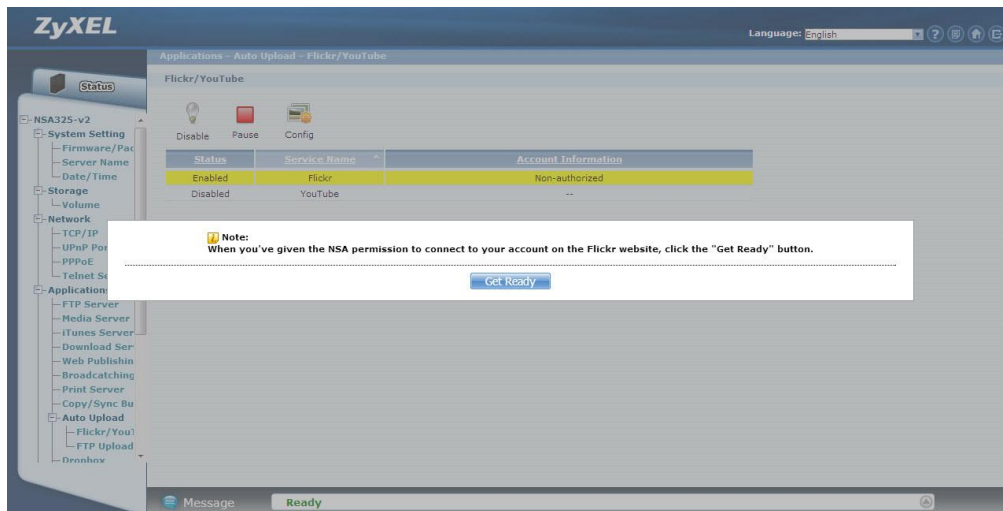 ZyXEL
Language: English
Applications - Auto Upload - Flickr/YouTube
Status
Flickr/YouTube
Disable Pause Config
Status Service Name Account Information
Enabled Flickr Non-authorized
Disabled YouTube --
NSA325-v2
System Setting
Firmware/Pac
Server Name
Date/Time
Storage
Volume
Network
TCP/IP
UPnP Por
PPPoE
Telnet Se
Application
FTP Server
Media Server
iTunes Server
Download Ser
Web Publishin
Broadcatching
Print Server
Copy/Sync Bu
Auto Upload
Flickr/YouT
FTP Upload
Dropbox
Note:
When you've given the NSA permission to connect to your account on the Flickr website, click the "Get Ready" button.
Get Ready
Message Ready